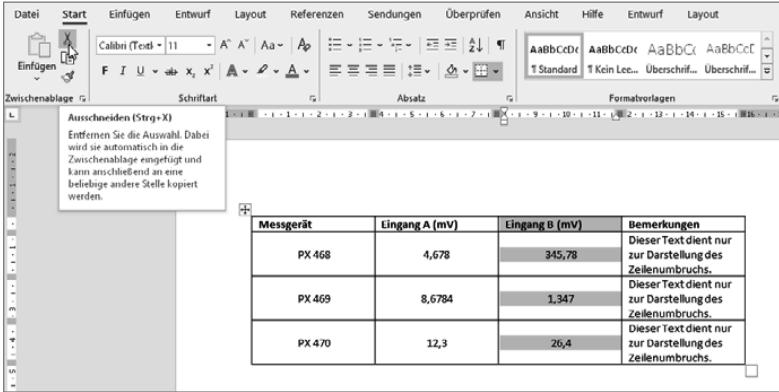 Datei Start Einfügen Entwurf Layout Referenzen Sendungen Überprüfen Ansicht Hilfe Entwurf Layout
Einfügen
Calibri (Textk 11
A A Aa A
F I U ab x, x² A A
AaBbCcDc AaBbCcDc AaBbC( AaBbCcC
¶ Standard ¶ Kein Lee... Überschrif... Überschrif...
Zwischenablage Schriftart Absatz Formatvorlagen
Ausschneiden (Strg+X)
Entfernen Sie die Auswahl. Dabei
wird sie automatisch in die
Zwischenablage eingefügt und
kann anschließend an eine
beliebige andere Stelle kopiert
werden.
Messgerät Eingang A (mV) Eingang B (mV) Bemerkungen
PX 468 4,678 345,78 Dieser Text dient nur
zur Darstellung des
Zeilenumbruchs.
PX 469 8,6784 1,347 Dieser Text dient nur
zur Darstellung des
Zeilenumbruchs.
PX 470 12,3 26,4 Dieser Text dient nur
zur Darstellung des
Zeilenumbruchs.